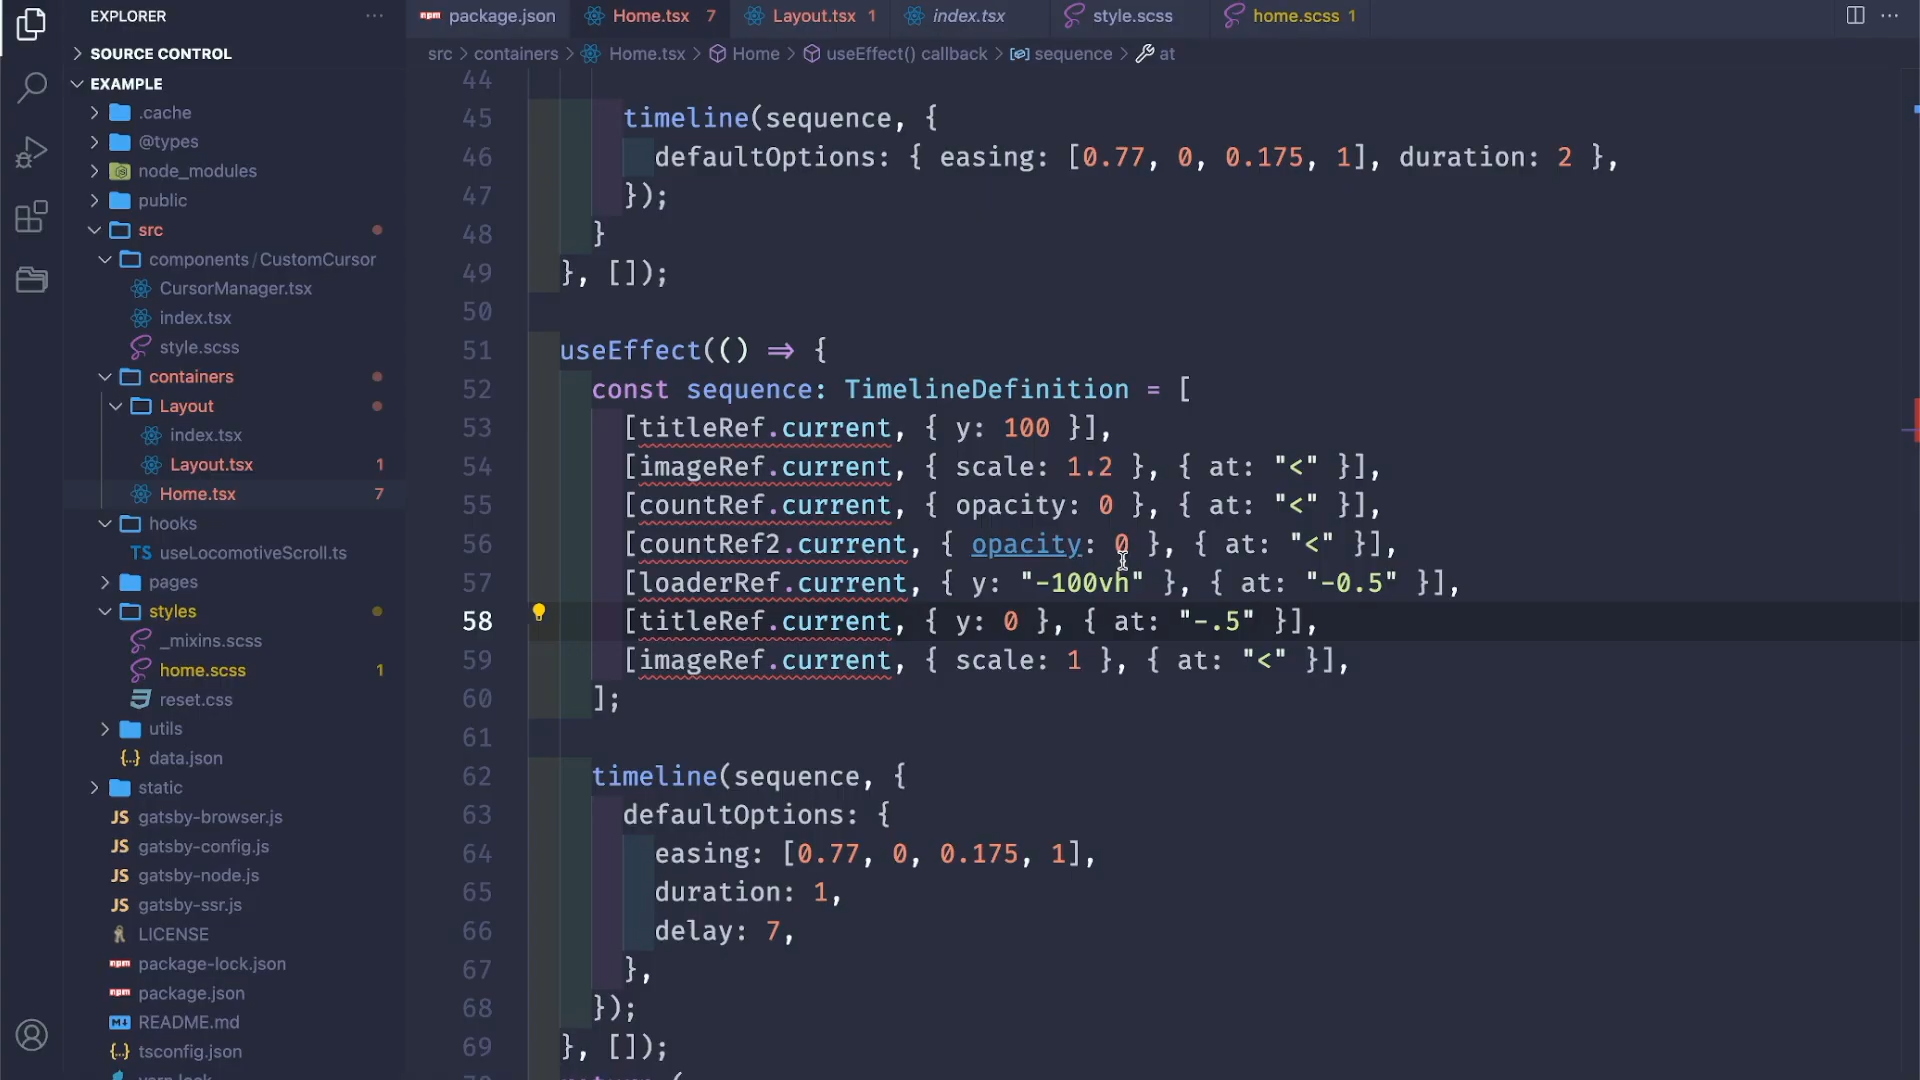 EXPLORER
SOURCE CONTROL
EXAMPLE
.cache
@types
node_modules
public
src
components/CustomCursor
CursorManager.tsx
index.tsx
style.scss
containers
Layout
index.tsx
Layout.tsx 1
Home.tsx 7
hooks
TS useLocomotiveScroll.ts
pages
styles
_mixins.scss
home.scss 1
reset.css
utils
{..} data.json
static
JS gatsby-browser.js
JS gatsby-config.js
JS gatsby-node.js
JS gatsby-ssr.js
LICENSE
npm package-lock.json
npm package.json
README.md
{..} tsconfig.json
yarn.lock
npm package.json Home.tsx 7 Layout.tsx 1 index.tsx style.scss home.scss 1
src > containers > Home.tsx > Home > useEffect() callback > sequence > at
44
45 timeline(sequence, {
46 defaultOptions: { easing: [0.77, 0, 0.175, 1], duration: 2 },
47 });
48 }
49 }, []);
50
51 useEffect(() ⇒ {
52 const sequence: TimelineDefinition = [
53 [titleRef.current, { y: 100 }],
54 [imageRef.current, { scale: 1.2 }, { at: "<" }],
55 [countRef.current, { opacity: 0 }, { at: "<" }],
56 [countRef2.current, { opacity: 0 }, { at: "<" }],
57 [loaderRef.current, { y: "-100vh" }, { at: "-0.5" }],
58 [titleRef.current, { y: 0 }, { at: "-.5" }],
59 [imageRef.current, { scale: 1 }, { at: "<" }],
60 ];
61
62 timeline(sequence, {
63 defaultOptions: {
64 easing: [0.77, 0, 0.175, 1],
65 duration: 1,
66 delay: 7,
67 },
68 });
69 }, []);